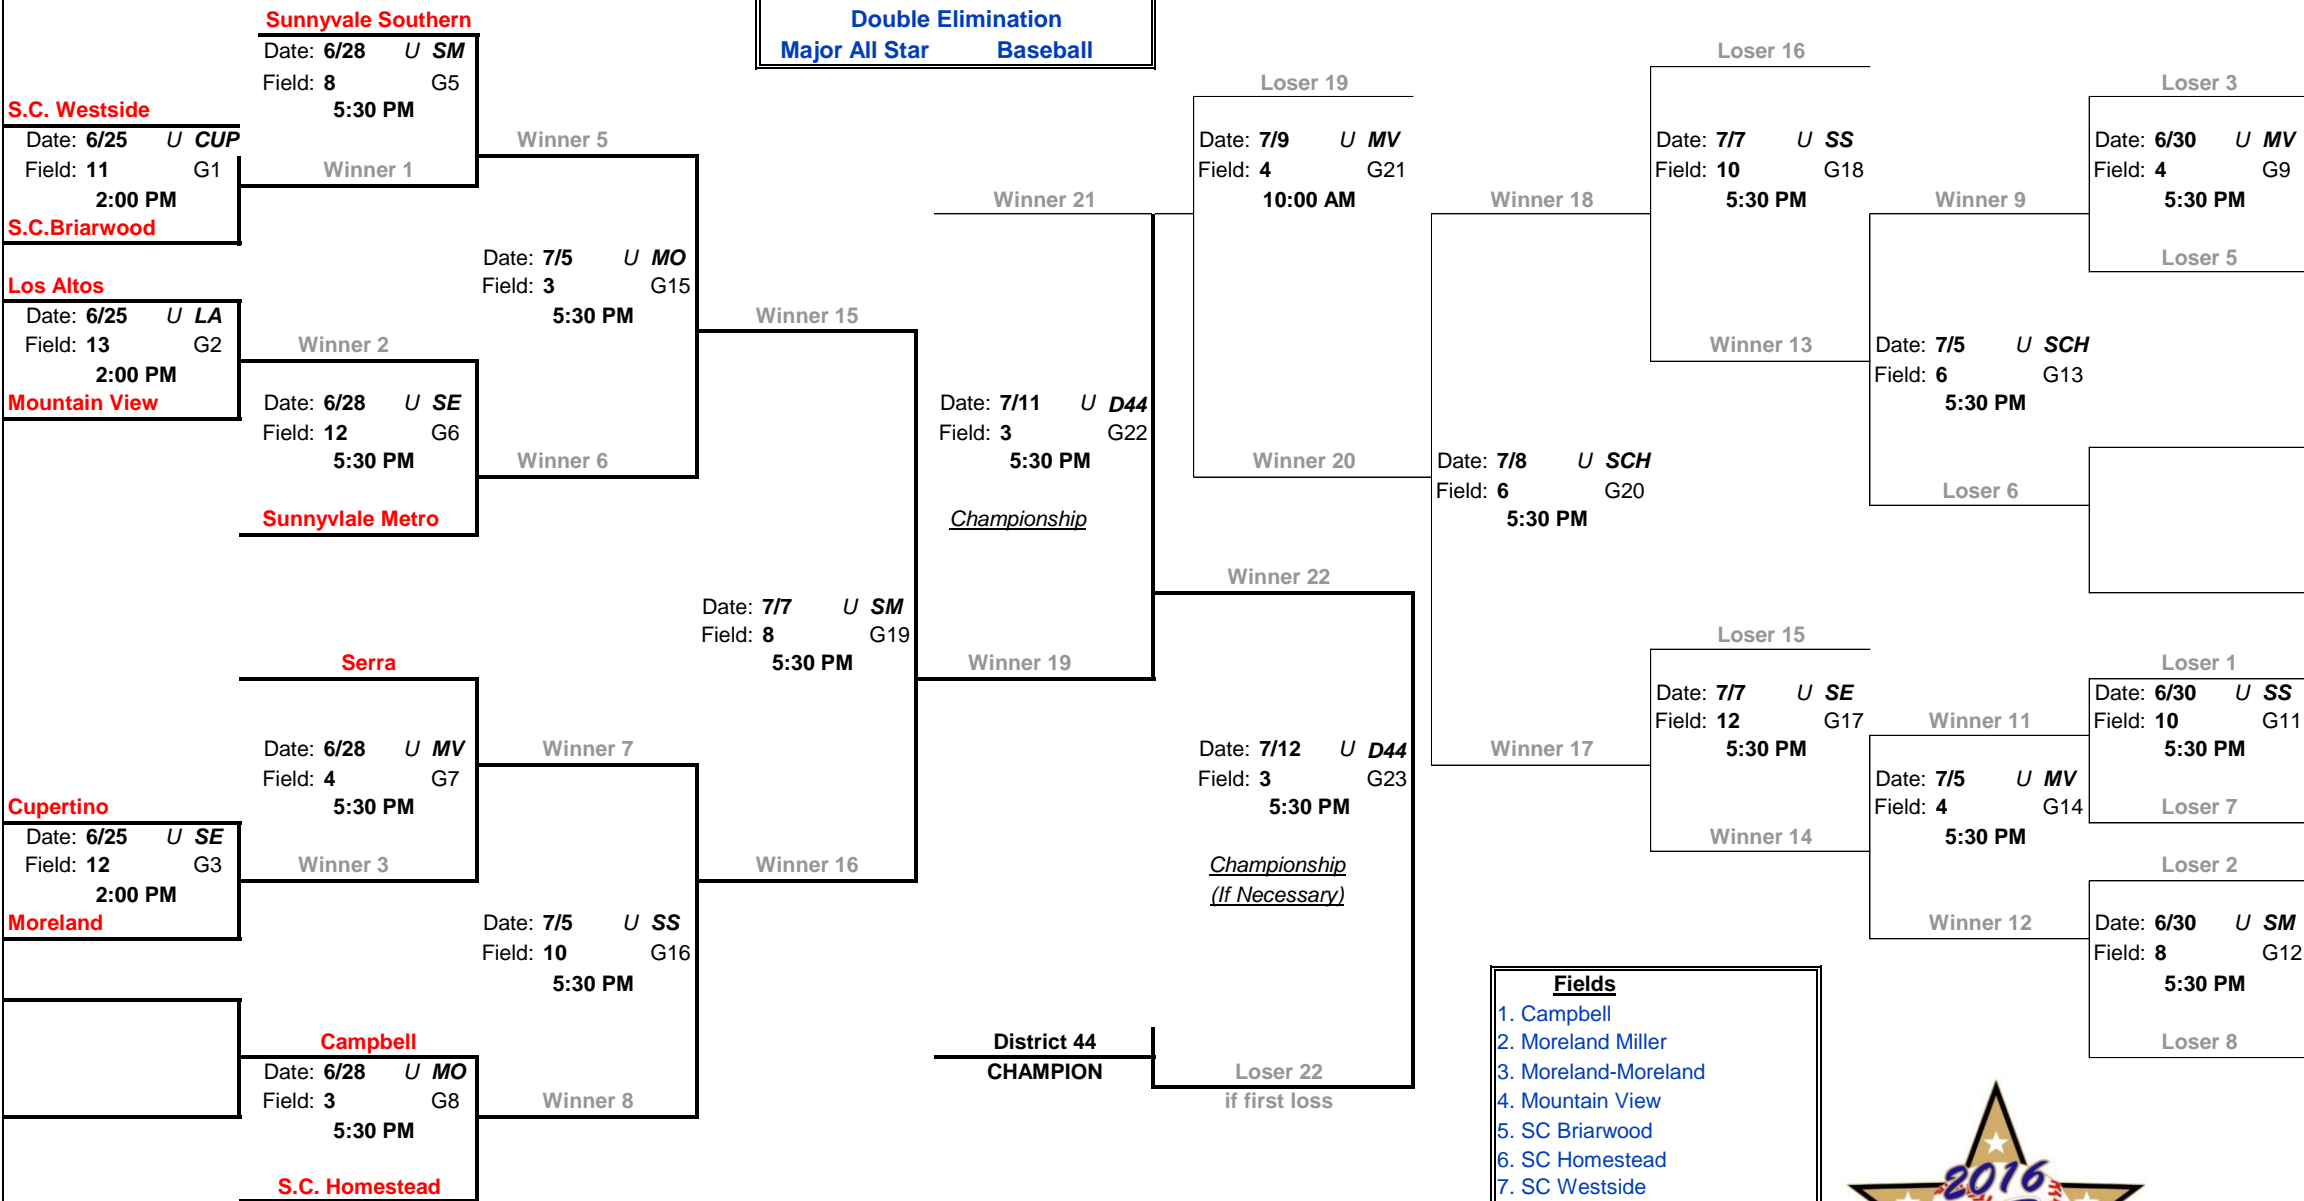 Double Elimination
Major All Star Baseball
Sunnyvale Southern
Date: 6/28 U SM
Field: 8 G5
5:30 PM
S.C. Westside
Date: 6/25 U CUP
Field: 11 G1
2:00 PM
S.C.Briarwood
Winner 1
Winner 5
Los Altos
Date: 6/25 U LA
Field: 13 G2
2:00 PM
Mountain View
Winner 2
Date: 6/28 U SE
Field: 12 G6
5:30 PM
Sunnyvlale Metro
Winner 6
Date: 7/5 U MO
Field: 3 G15
5:30 PM
Winner 15
Serra
Date: 6/28 U MV
Field: 4 G7
5:30 PM
Winner 7
Cupertino
Date: 6/25 U SE
Field: 12 G3
2:00 PM
Moreland
Winner 3
Date: 7/5 U SS
Field: 10 G16
5:30 PM
Winner 16
Campbell
Date: 6/28 U MO
Field: 3 G8
5:30 PM
S.C. Homestead
Winner 8
Date: 7/7 U SM
Field: 8 G19
5:30 PM
Winner 19
Winner 21
Date: 7/11 U D44
Field: 3 G22
5:30 PM
Championship
Winner 22
Date: 7/12 U D44
Field: 3 G23
5:30 PM
Championship
(If Necessary)
District 44
CHAMPION
Loser 22
if first loss
Loser 19
Date: 7/9 U MV
Field: 4 G21
10:00 AM
Winner 20
Winner 18
Date: 7/8 U SCH
Field: 6 G20
5:30 PM
Winner 17
Loser 16
Date: 7/7 U SS
Field: 10 G18
5:30 PM
Winner 13
Loser 15
Date: 7/7 U SE
Field: 12 G17
5:30 PM
Winner 14
Winner 9
Date: 7/5 U SCH
Field: 6 G13
5:30 PM
Loser 6
Winner 11
Date: 7/5 U MV
Field: 4 G14
5:30 PM
Winner 12
Loser 3
Date: 6/30 U MV
Field: 4 G9
5:30 PM
Loser 5
Loser 1
Date: 6/30 U SS
Field: 10 G11
5:30 PM
Loser 7
Loser 2
Date: 6/30 U SM
Field: 8 G12
5:30 PM
Loser 8
Fields
1. Campbell
2. Moreland Miller
3. Moreland-Moreland
4. Mountain View
5. SC Briarwood
6. SC Homestead
7. SC Westside
2016